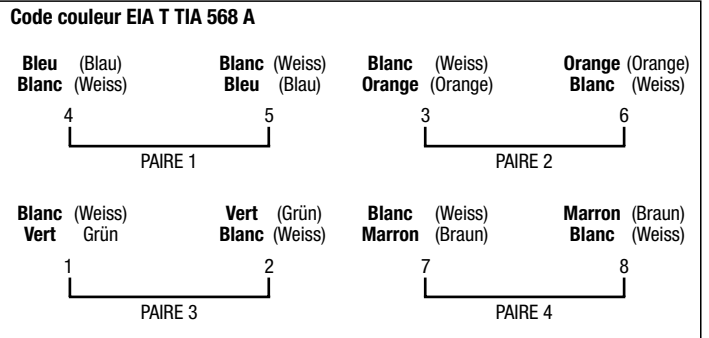 Code couleur EIA T TIA 568 A
Bleu (Blau) Blanc (Weiss) Blanc (Weiss) Orange (Orange)
Blanc (Weiss) Bleu (Blau) Orange (Orange) Blanc (Weiss)
4 5 3 6
PAIRE 1 PAIRE 2
Blanc (Weiss) Vert (Grün) Blanc (Weiss) Marron (Braun)
Vert Grün Blanc (Weiss) Marron (Braun) Blanc (Weiss)
1 2 7 8
PAIRE 3 PAIRE 4